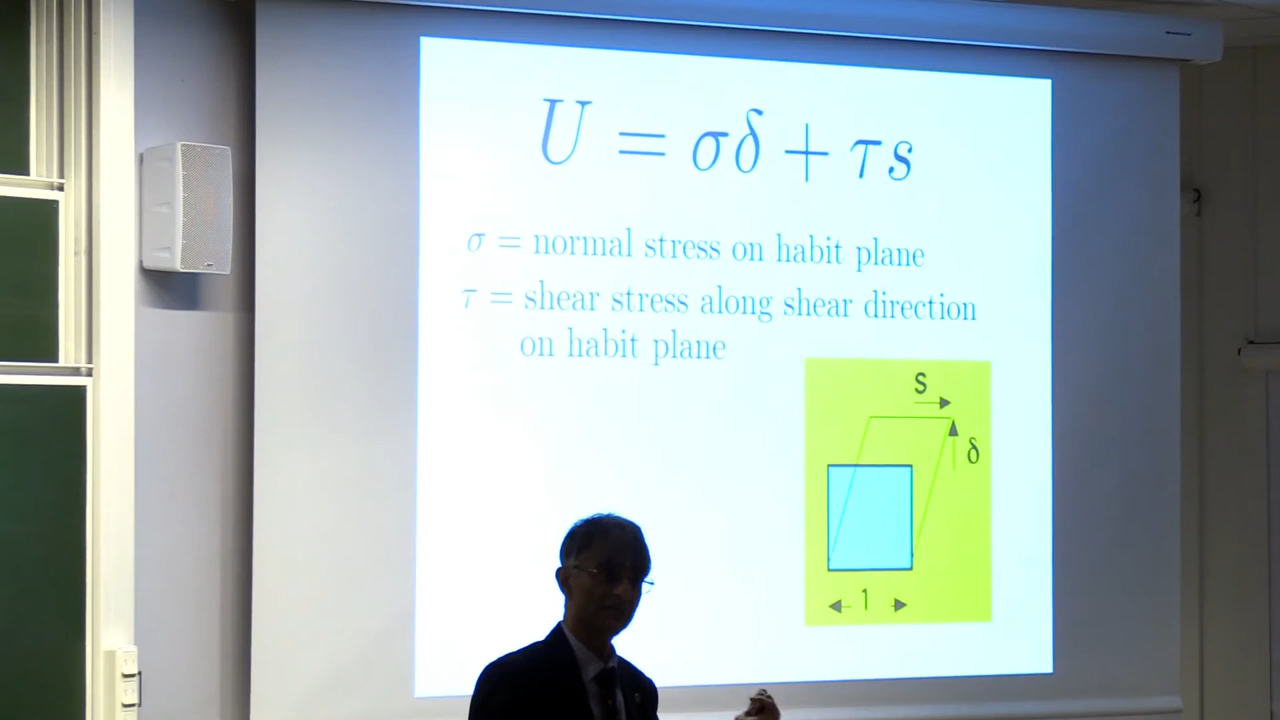 U = σδ + τs
σ = normal stress on habit plane
τ = shear stress along shear direction
on habit plane
S
δ
1